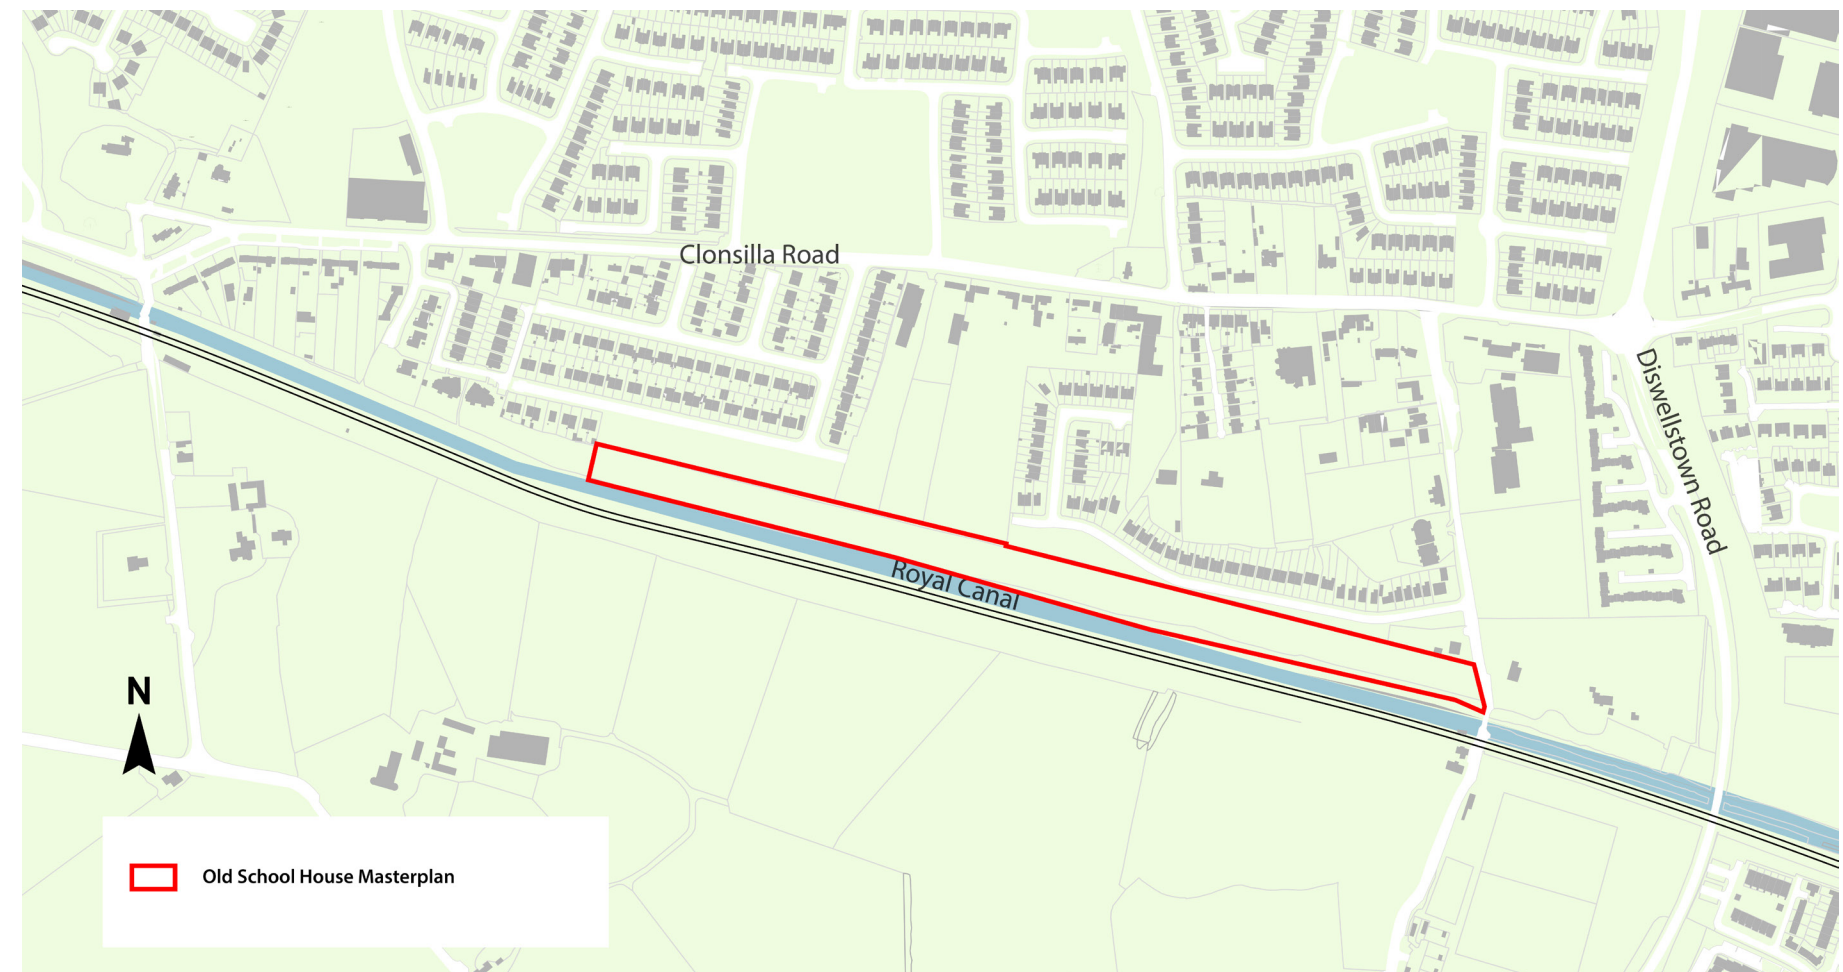 Clonsilla Road
Diswellstown Road
Royal Canal
N
Old School House Masterplan